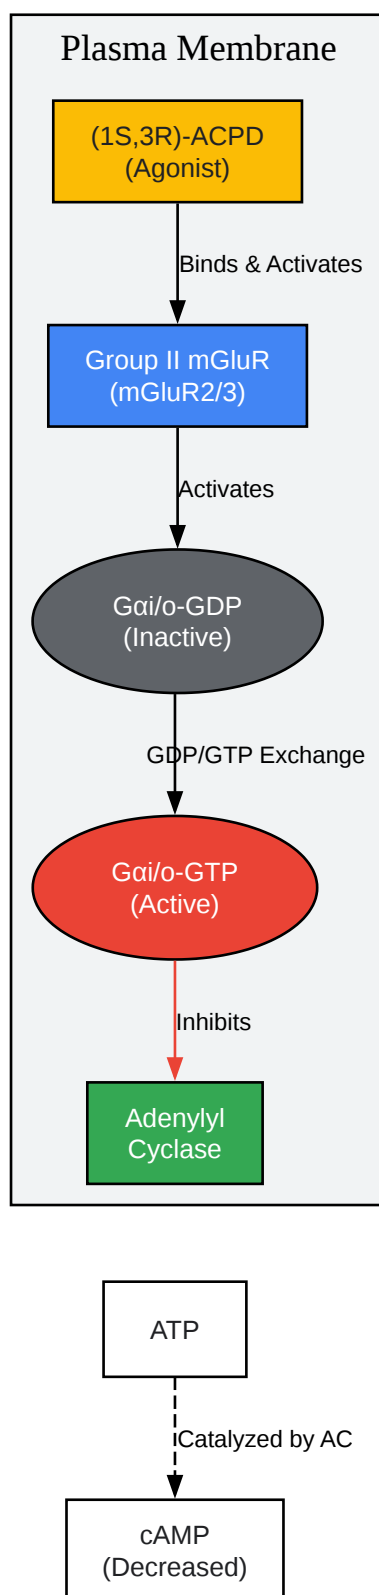 Plasma Membrane
(1S,3R)-ACPD
(Agonist)
Binds & Activates
Group II mGluR
(mGluR2/3)
Activates
Gαi/o-GDP
(Inactive)
GDP/GTP Exchange
Gαi/o-GTP
(Active)
Inhibits
Adenylyl
Cyclase
ATP
Catalyzed by AC
cAMP
(Decreased)